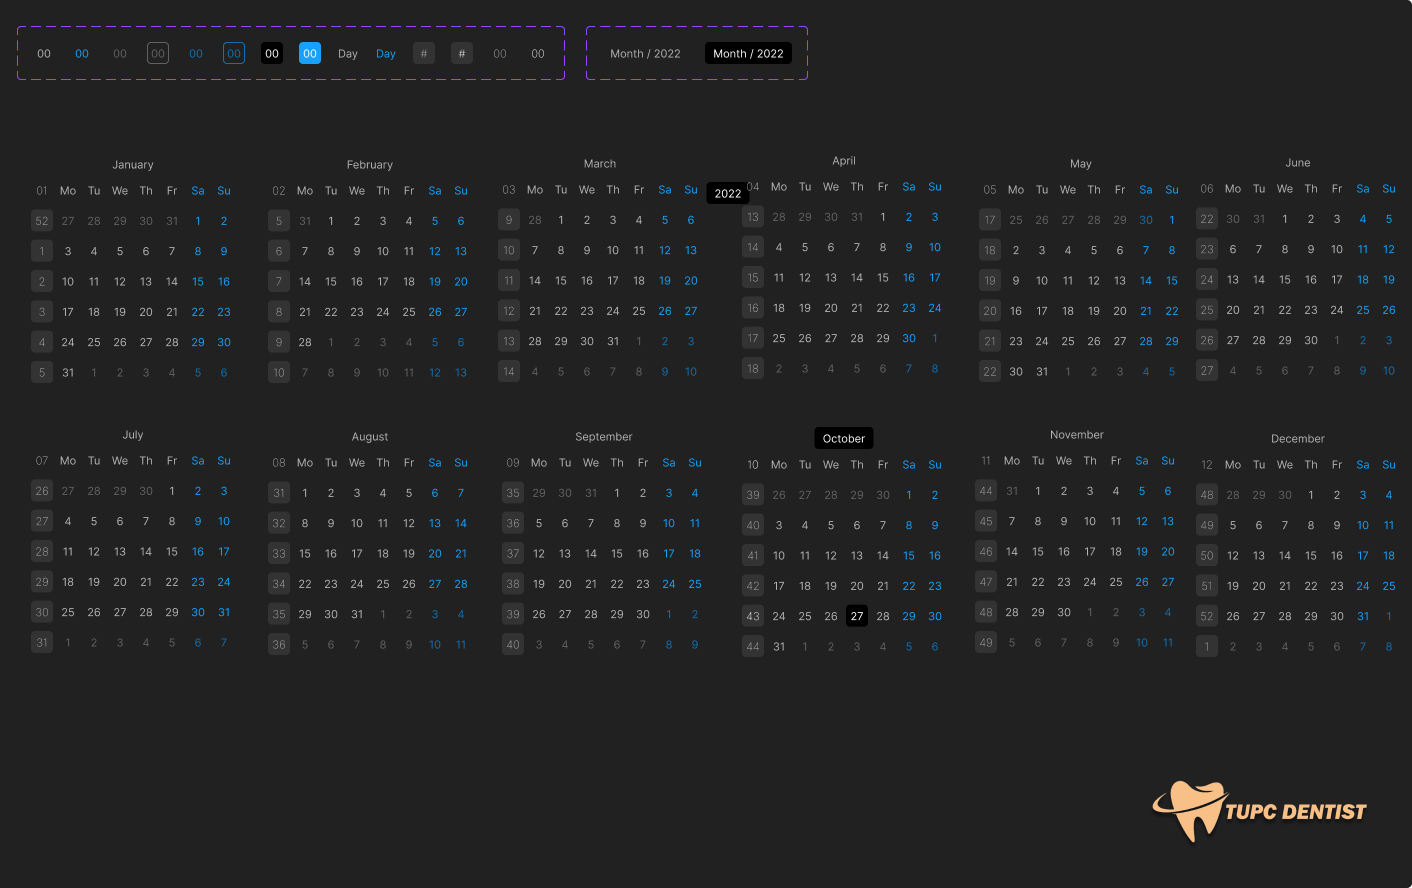 00 00 00 00 00 00 00 00 Day Day # # 00 00
Month / 2022 Month / 2022
2022
January
01 Mo Tu We Th Fr Sa Su
52 27 28 29 30 31 1 2
1 3 4 5 6 7 8 9
2 10 11 12 13 14 15 16
3 17 18 19 20 21 22 23
4 24 25 26 27 28 29 30
5 31 1 2 3 4 5 6
February
02 Mo Tu We Th Fr Sa Su
5 31 1 2 3 4 5 6
6 7 8 9 10 11 12 13
7 14 15 16 17 18 19 20
8 21 22 23 24 25 26 27
9 28 1 2 3 4 5 6
10 7 8 9 10 11 12 13
March
03 Mo Tu We Th Fr Sa Su
9 28 1 2 3 4 5 6
10 7 8 9 10 11 12 13
11 14 15 16 17 18 19 20
12 21 22 23 24 25 26 27
13 28 29 30 31 1 2 3
14 4 5 6 7 8 9 10
April
04 Mo Tu We Th Fr Sa Su
13 28 29 30 31 1 2 3
14 4 5 6 7 8 9 10
15 11 12 13 14 15 16 17
16 18 19 20 21 22 23 24
17 25 26 27 28 29 30 1
18 2 3 4 5 6 7 8
May
05 Mo Tu We Th Fr Sa Su
17 25 26 27 28 29 30 1
18 2 3 4 5 6 7 8
19 9 10 11 12 13 14 15
20 16 17 18 19 20 21 22
21 23 24 25 26 27 28 29
22 30 31 1 2 3 4 5
June
06 Mo Tu We Th Fr Sa Su
22 30 31 1 2 3 4 5
23 6 7 8 9 10 11 12
24 13 14 15 16 17 18 19
25 20 21 22 23 24 25 26
26 27 28 29 30 1 2 3
27 4 5 6 7 8 9 10
July
07 Mo Tu We Th Fr Sa Su
26 27 28 29 30 1 2 3
27 4 5 6 7 8 9 10
28 11 12 13 14 15 16 17
29 18 19 20 21 22 23 24
30 25 26 27 28 29 30 31
31 1 2 3 4 5 6 7
August
08 Mo Tu We Th Fr Sa Su
31 1 2 3 4 5 6 7
32 8 9 10 11 12 13 14
33 15 16 17 18 19 20 21
34 22 23 24 25 26 27 28
35 29 30 31 1 2 3 4
36 5 6 7 8 9 10 11
September
09 Mo Tu We Th Fr Sa Su
35 29 30 31 1 2 3 4
36 5 6 7 8 9 10 11
37 12 13 14 15 16 17 18
38 19 20 21 22 23 24 25
39 26 27 28 29 30 1 2
40 3 4 5 6 7 8 9
October
10 Mo Tu We Th Fr Sa Su
39 26 27 28 29 30 1 2
40 3 4 5 6 7 8 9
41 10 11 12 13 14 15 16
42 17 18 19 20 21 22 23
43 24 25 26 27 28 29 30
44 31 1 2 3 4 5 6
November
11 Mo Tu We Th Fr Sa Su
44 31 1 2 3 4 5 6
45 7 8 9 10 11 12 13
46 14 15 16 17 18 19 20
47 21 22 23 24 25 26 27
48 28 29 30 1 2 3 4
49 5 6 7 8 9 10 11
December
12 Mo Tu We Th Fr Sa Su
48 28 29 30 1 2 3 4
49 5 6 7 8 9 10 11
50 12 13 14 15 16 17 18
51 19 20 21 22 23 24 25
52 26 27 28 29 30 31 1
1 2 3 4 5 6 7 8
TUPC DENTIST